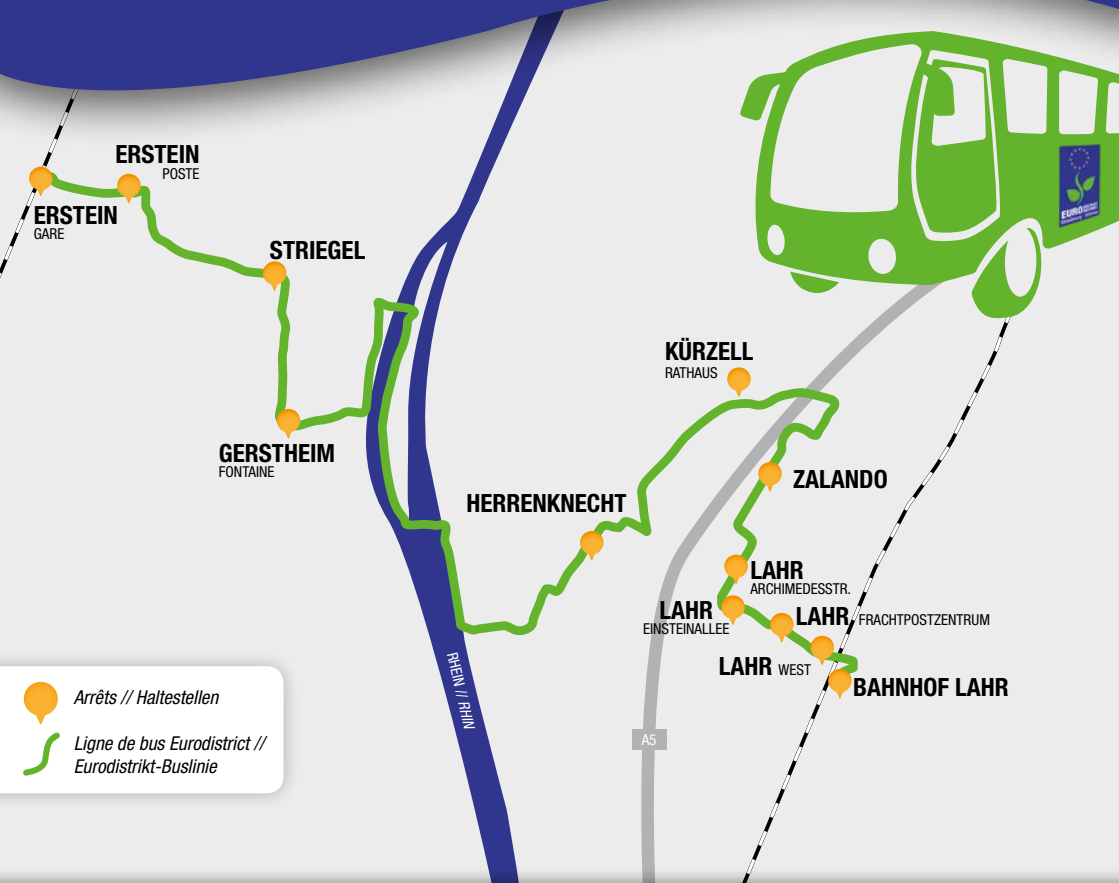 ERSTEIN
POSTE
ERSTEIN
GARE
STRIEGEL
GERSTHEIM
FONTAINE
HERRENKNECHT
KÜRZELL
RATHAUS
ZALANDO
LAHR
ARCHIMEDESSTR.
LAHR
EINSTEINALLEE
LAHR FRACHTPOSTZENTRUM
LAHR WEST
BAHNHOF LAHR
RHEIN // RHIN
A5
EURO
Arrêts // Haltestellen
Ligne de bus Eurodistrict //
Eurodistrikt-Buslinie